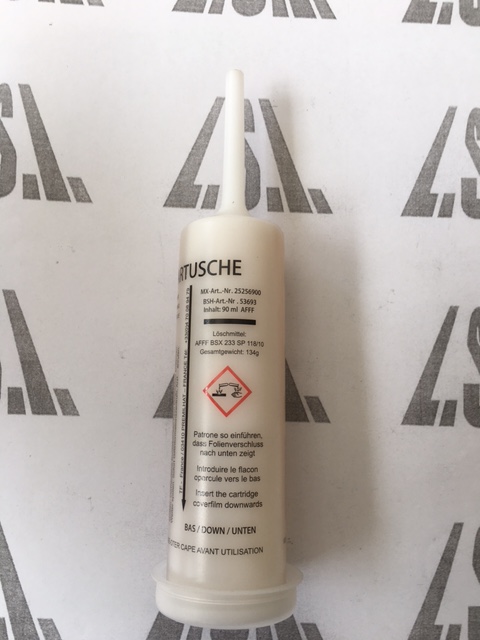 L.S.I.
L.S.I.
L.S.I.
RTUSCHE
MX-Art.-Nr. 25256900
BSH-Art.-Nr. 53693
Inhalt: 90 ml AFFF
Löschmittel:
AFFF BSX 233 SP 118/10
Gesamtgewicht: 134g
Patrone so einführen,
dass Folienverschluss
nach unten zeigt
Introduire le flacon
opercule vers le bas
Insert the cartridge
coverfilm downwards
BAS / DOWN / UNTEN
CAPE AVANT UTILISATION